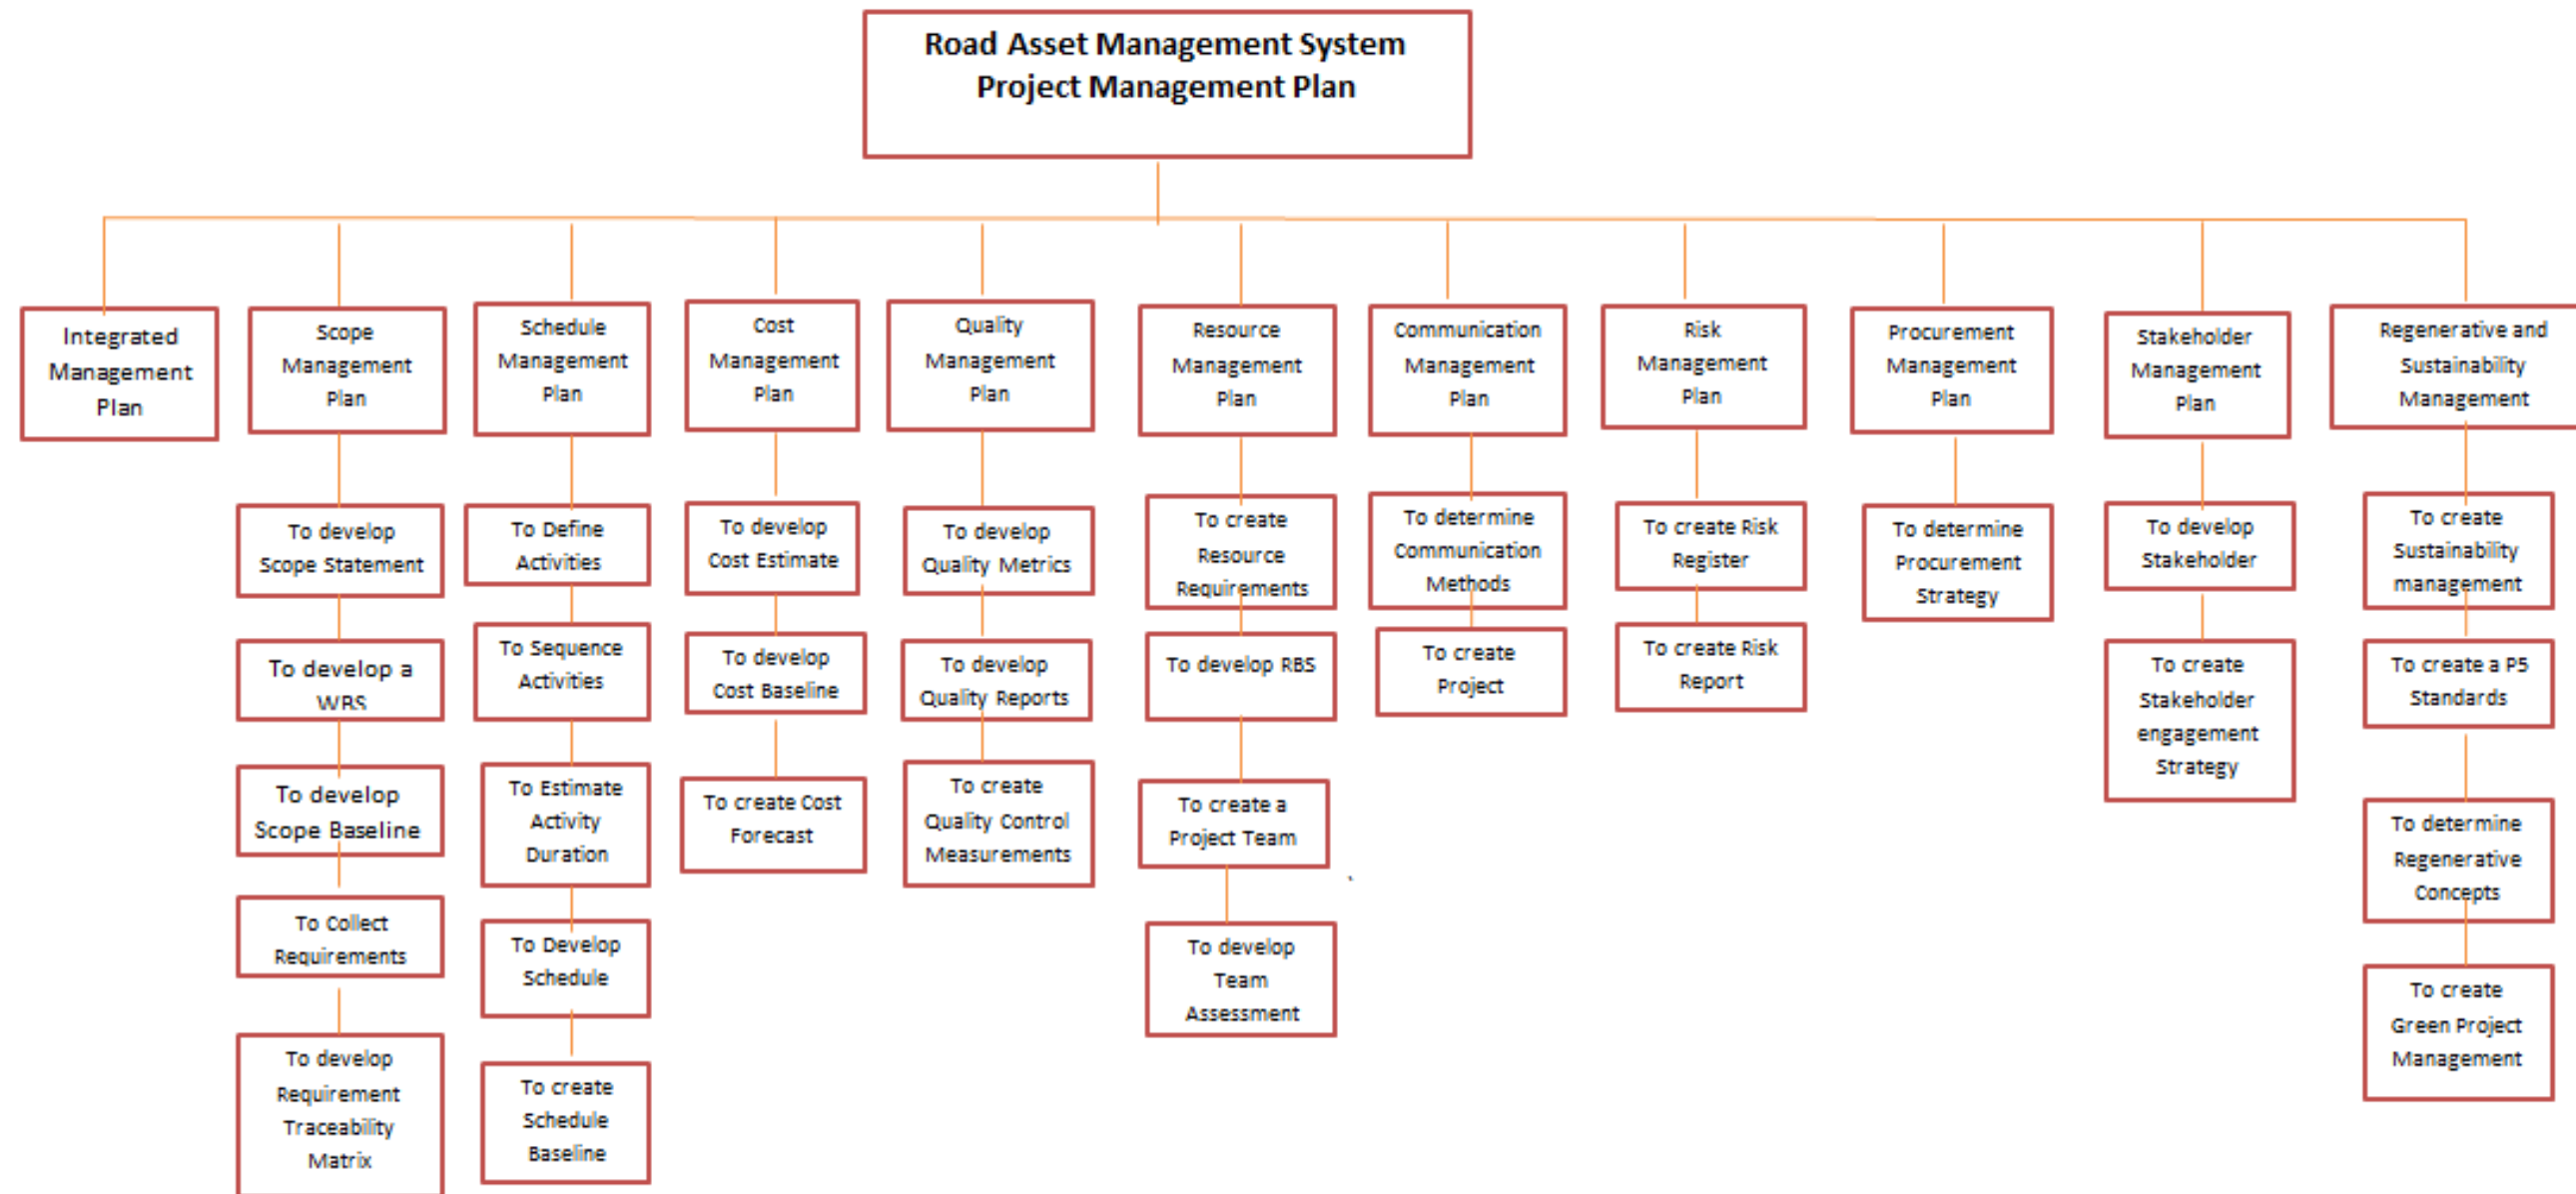 Road Asset Management System
Project Management Plan
Integrated
Management
Plan
Scope
Management
Plan
To develop
Scope Statement
To develop a
WBS
To develop
Scope Baseline
To Collect
Requirements
To develop
Requirement
Traceability
Matrix
Schedule
Management
Plan
To Define
Activities
To Sequence
Activities
To Estimate
Activity
Duration
To Develop
Schedule
To create
Schedule
Baseline
Cost
Management
Plan
To develop
Cost Estimate
To develop
Cost Baseline
To create Cost
Forecast
Quality
Management
Plan
To develop
Quality Metrics
To develop
Quality Reports
To create
Quality Control
Measurements
Resource
Management
Plan
To create
Resource
Requirements
To develop RBS
To create a
Project Team
To develop
Team
Assessment
Communication
Management
Plan
To determine
Communication
Methods
To create
Project
Risk
Management
Plan
To create Risk
Register
To create Risk
Report
Procurement
Management
Plan
To determine
Procurement
Strategy
Stakeholder
Management
Plan
To develop
Stakeholder
To create
Stakeholder
engagement
Strategy
Regenerative and
Sustainability
Management
To create
Sustainability
management
To create a P5
Standards
To determine
Regenerative
Concepts
To create
Green Project
Management